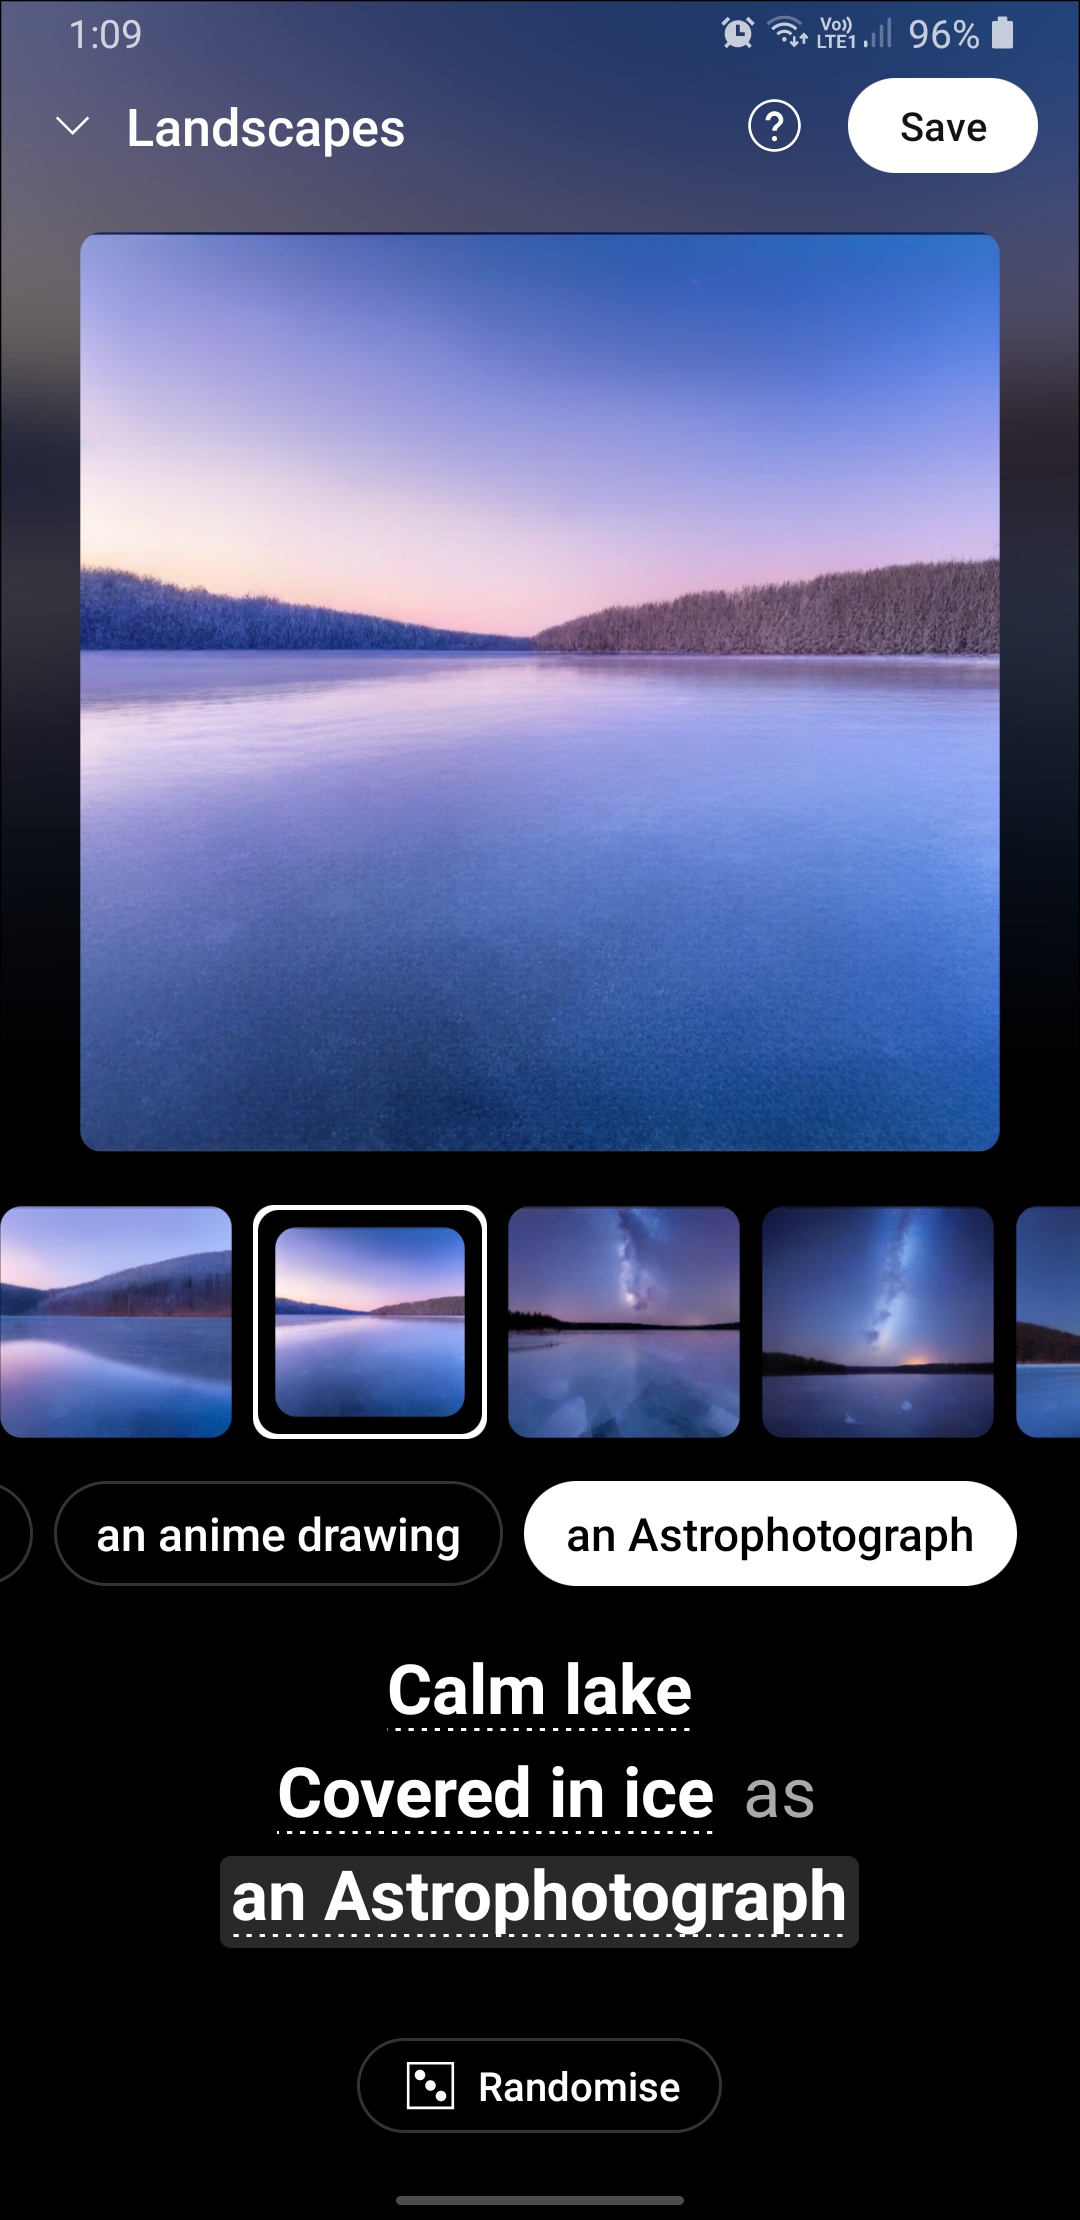 1:09
Vo))
LTE1
96%
Landscapes
?
Save
an anime drawing
an Astrophotograph
Calm lake
Covered in ice as
an Astrophotograph
Randomise